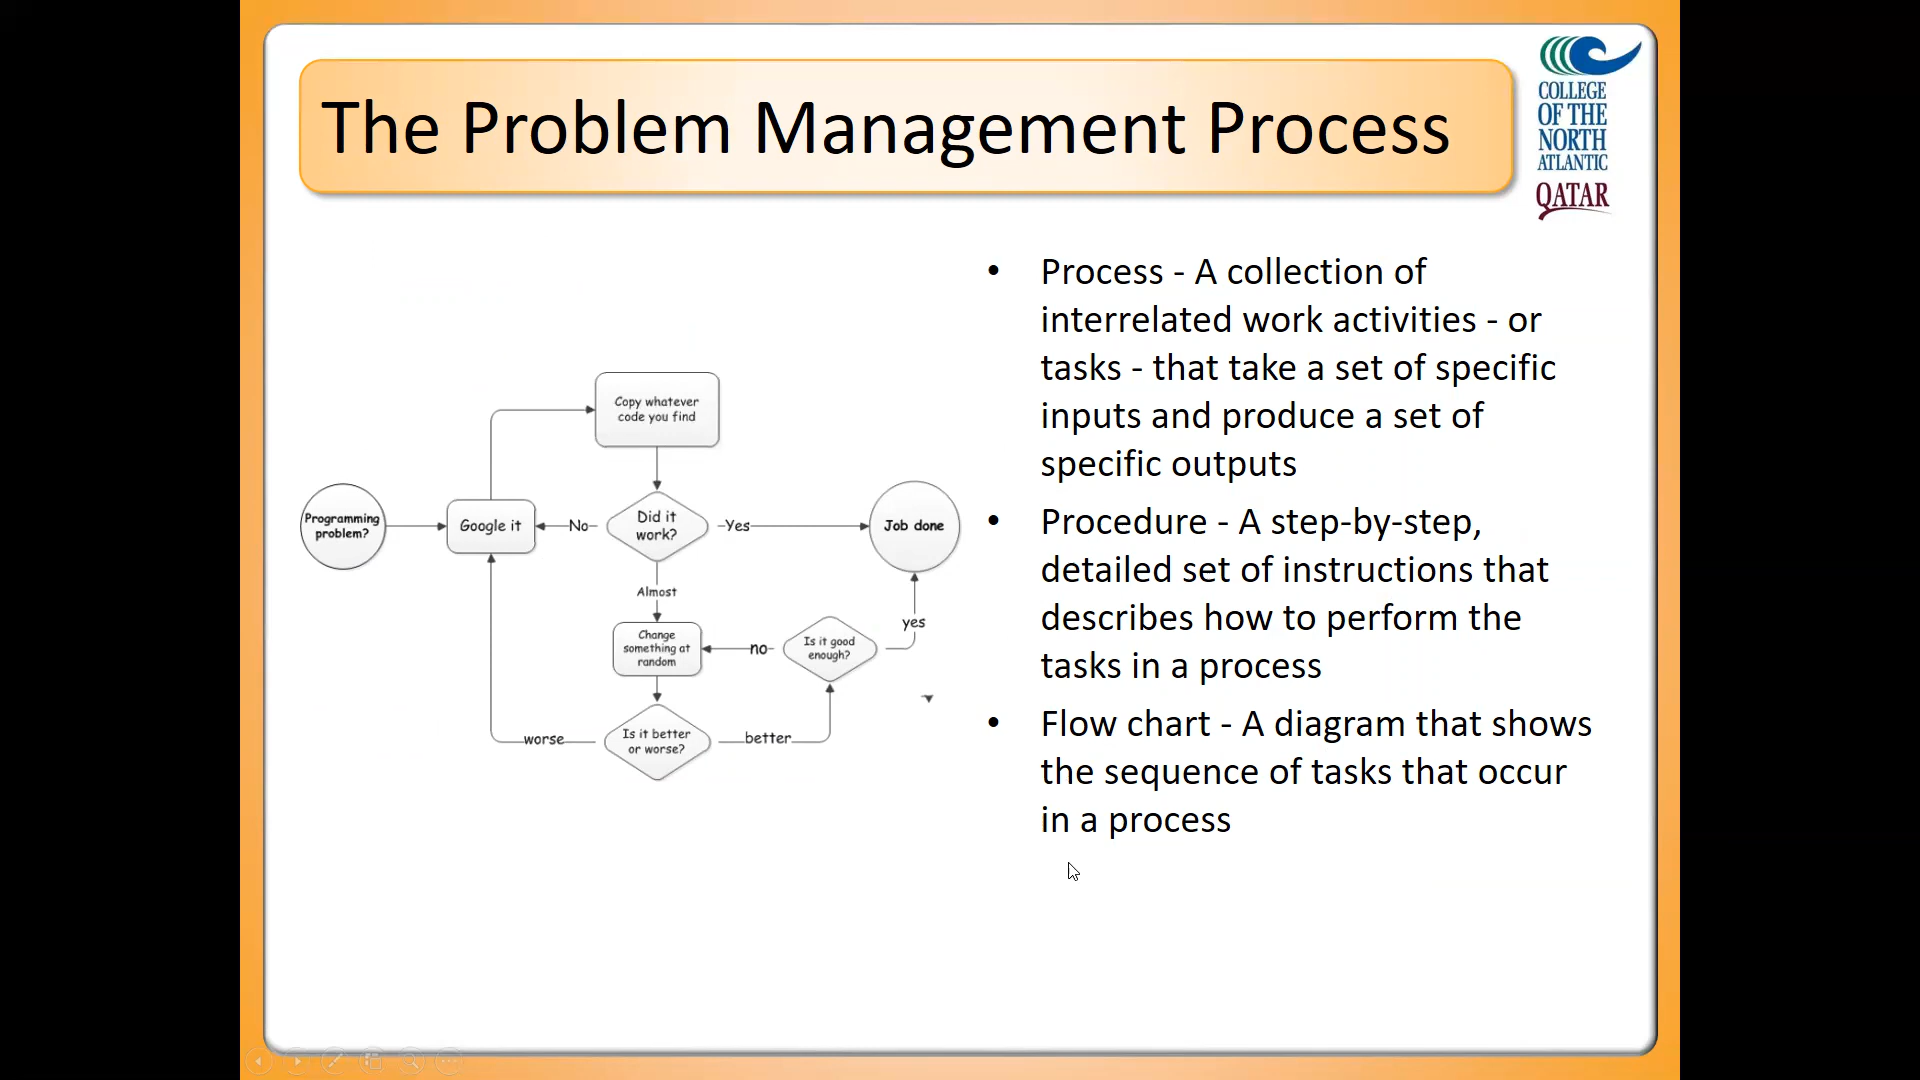 The Problem Management Process
COLLEGE
OF THE
NORTH
ATLANTIC
QATAR
Copy whatever
code you find
Programming
problem?
Google it
No
Did it
work?
Yes
Job done
Almost
Change
something at
random
no
Is it good
enough?
yes
worse
Is it better
or worse?
better
• Process - A collection of
interrelated work activities - or
tasks - that take a set of specific
inputs and produce a set of
specific outputs
• Procedure - A step-by-step,
detailed set of instructions that
describes how to perform the
tasks in a process
• Flow chart - A diagram that shows
the sequence of tasks that occur
in a process